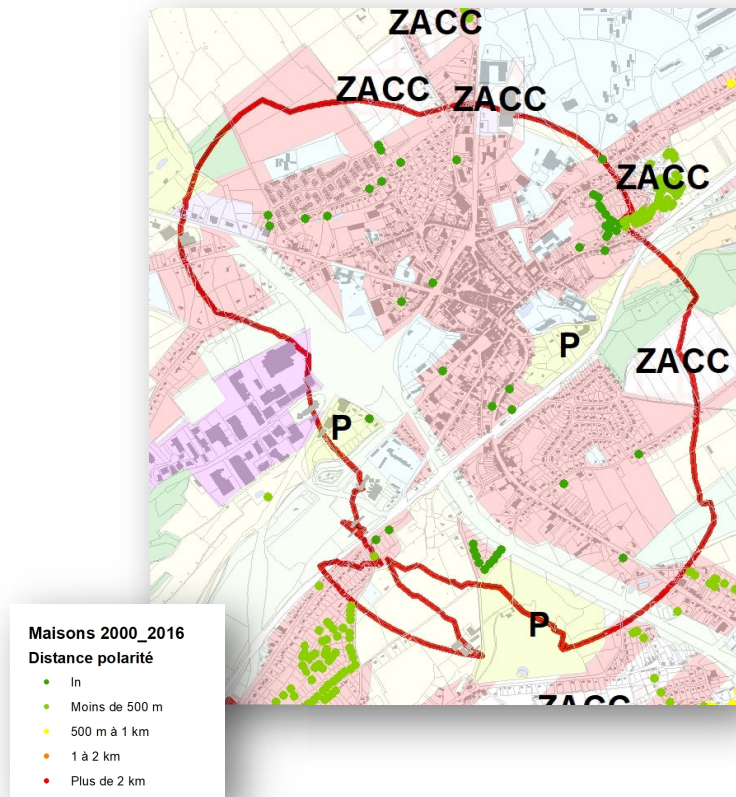 ZACC
ZACC
ZACC
ZACC
P
ZACC
P
P
ZACC
Maisons 2000_2016
Distance polarité
In
Moins de 500 m
500 m à 1 km
1 à 2 km
Plus de 2 km